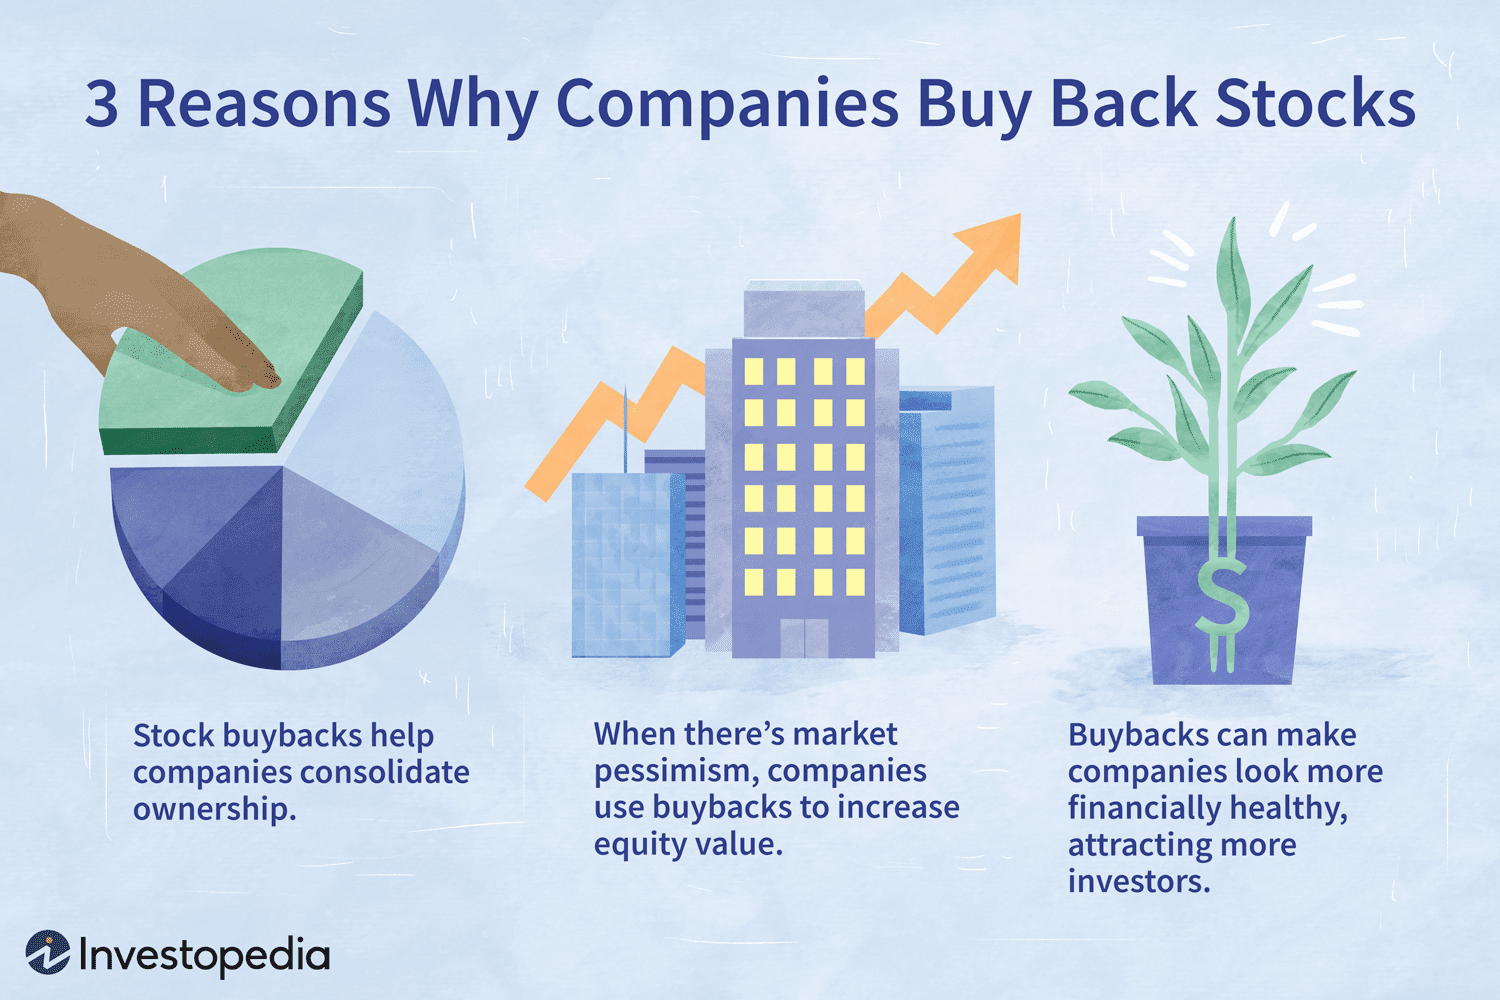 3 Reasons Why Companies Buy Back Stocks
$
Stock buybacks help
companies consolidate
ownership.
When there’s market
pessimism, companies
use buybacks to increase
equity value.
Buybacks can make
companies look more
financially healthy,
attracting more
investors.
Investopedia